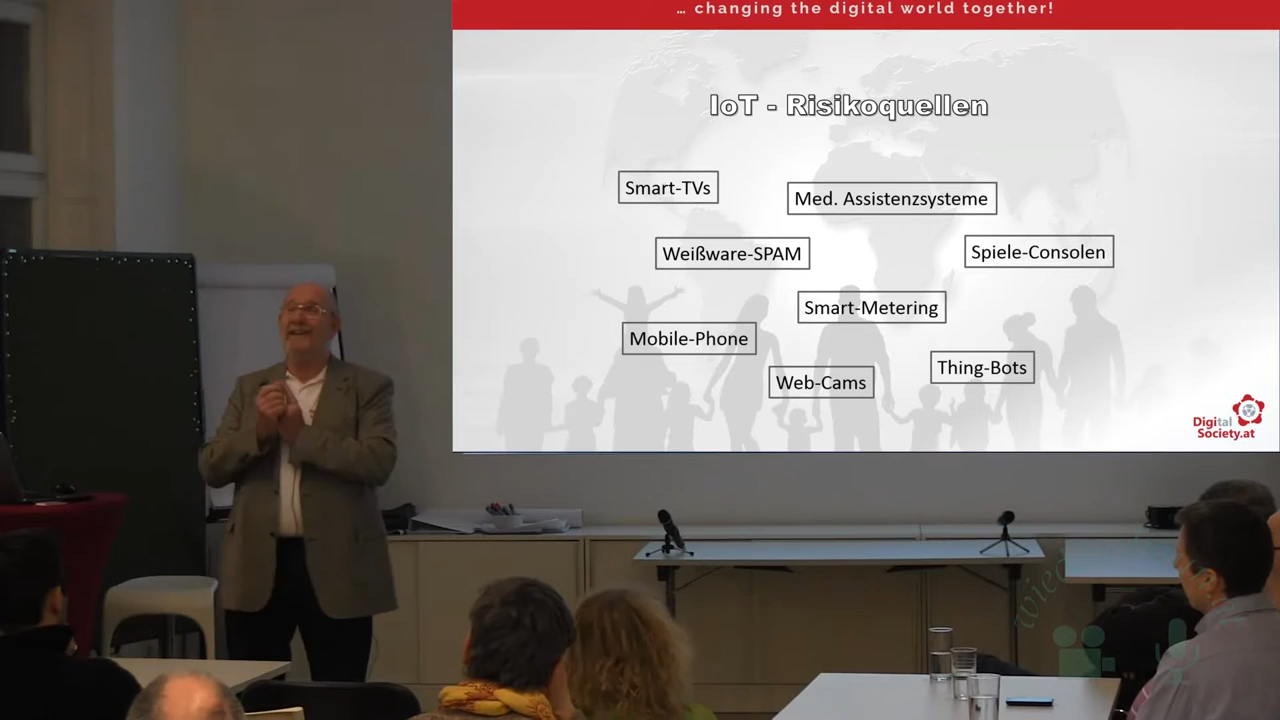 … changing the digital world together!
IoT - Risikoquellen
Smart-TVs
Med. Assistenzsysteme
Weißware-SPAM
Spiele-Consolen
Smart-Metering
Mobile-Phone
Thing-Bots
Web-Cams
Digital
Society.at